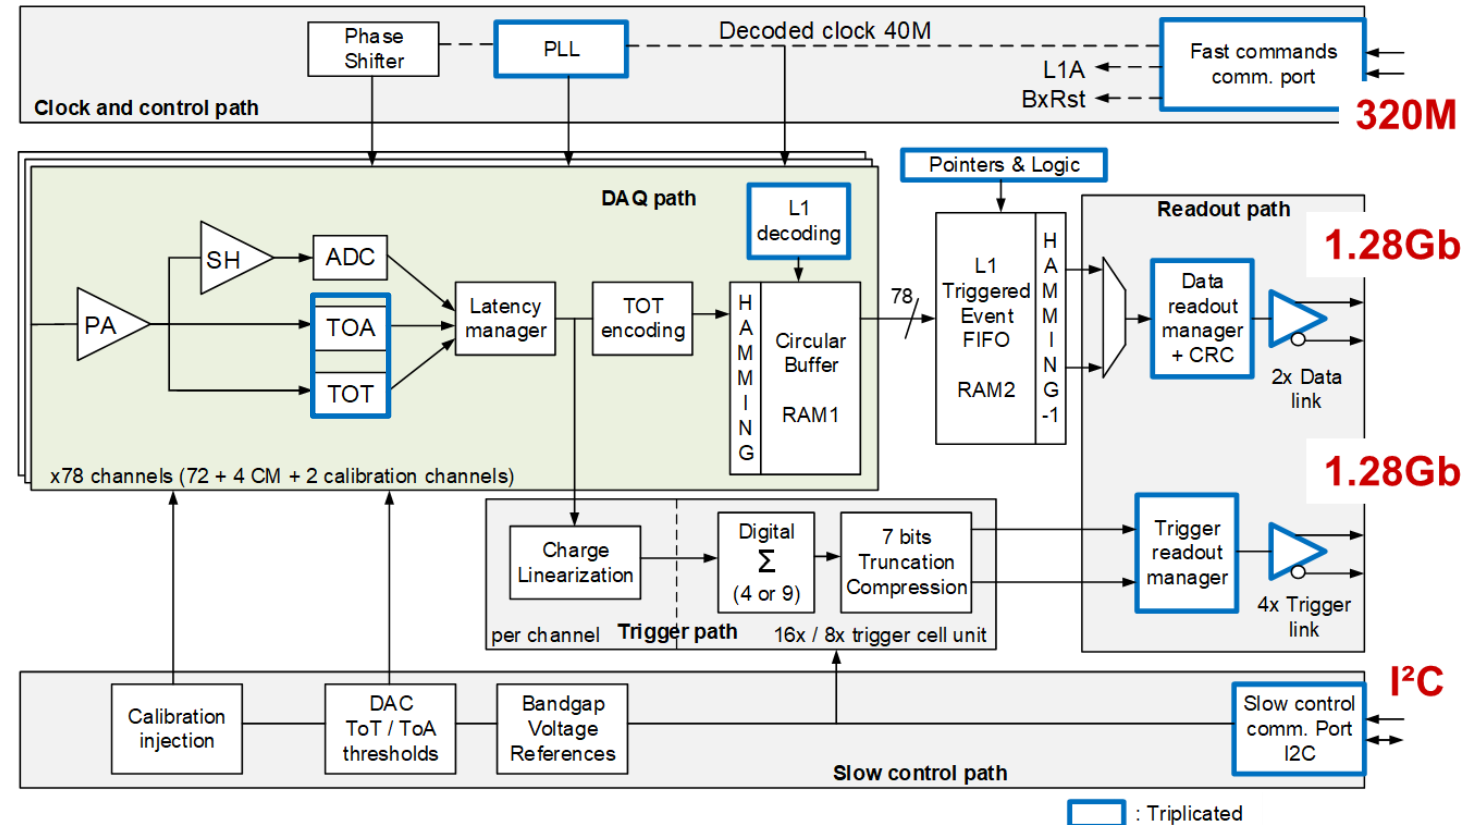 Phase
Shifter
PLL
Decoded clock 40M
L1A
BxRst
Fast commands
comm. port
Clock and control path
320M
DAQ path
L1
decoding
Pointers & Logic
Readout path
1.28Gb
PA
SH
ADC
TOA
TOT
Latency
manager
TOT
encoding
HAMMING
Circular
Buffer
RAM1
78
L1
Triggered
Event
FIFO
RAM2
HAMMING-1
Data
readout
manager
+ CRC
2x Data
link
x78 channels (72 + 4 CM + 2 calibration channels)
1.28Gb
Charge
Linearization
Digital
Σ
(4 or 9)
7 bits
Truncation
Compression
Trigger
readout
manager
4x Trigger
link
per channel
Trigger path
16x / 8x trigger cell unit
I²C
Calibration
injection
DAC
ToT / ToA
thresholds
Bandgap
Voltage
References
Slow control
comm. Port
I2C
Slow control path
: Triplicated